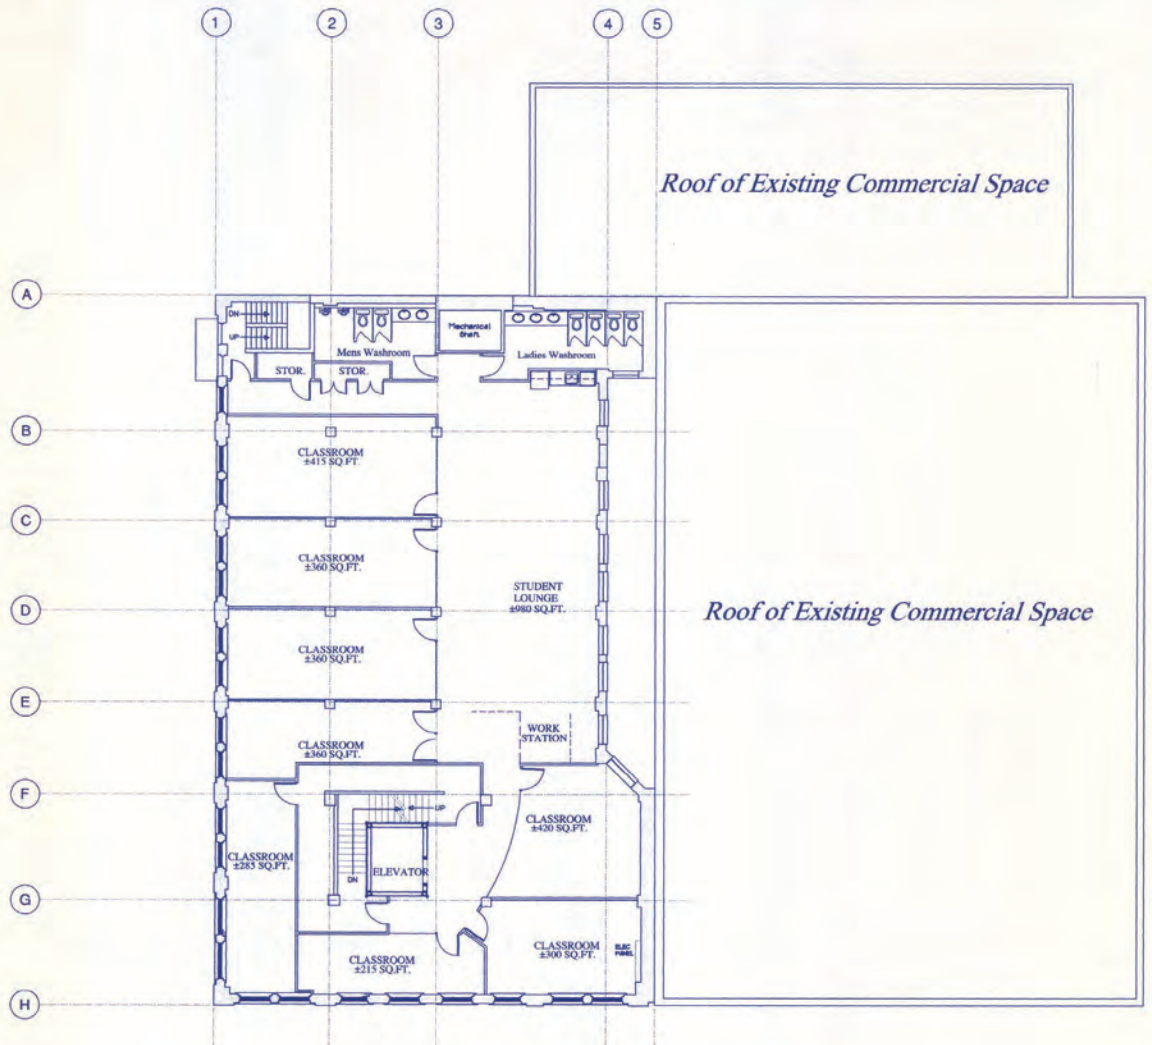 1
2
3
4
5
Roof of Existing Commercial Space
A
DN
UP
Mens Washroom
Mechanical
Shaft
Ladies Washroom
STOR.
STOR.
B
CLASSROOM
±415 SQ.FT.
C
CLASSROOM
±360 SQ.FT.
D
STUDENT
LOUNGE
±980 SQ.FT.
Roof of Existing Commercial Space
CLASSROOM
±360 SQ.FT.
E
WORK
STATION
CLASSROOM
±360 SQ.FT.
F
UP
CLASSROOM
±420 SQ.FT.
CLASSROOM
±285 SQ.FT.
ELEVATOR
DN
G
CLASSROOM
±300 SQ.FT.
ELEC
PANEL
CLASSROOM
±215 SQ.FT.
H